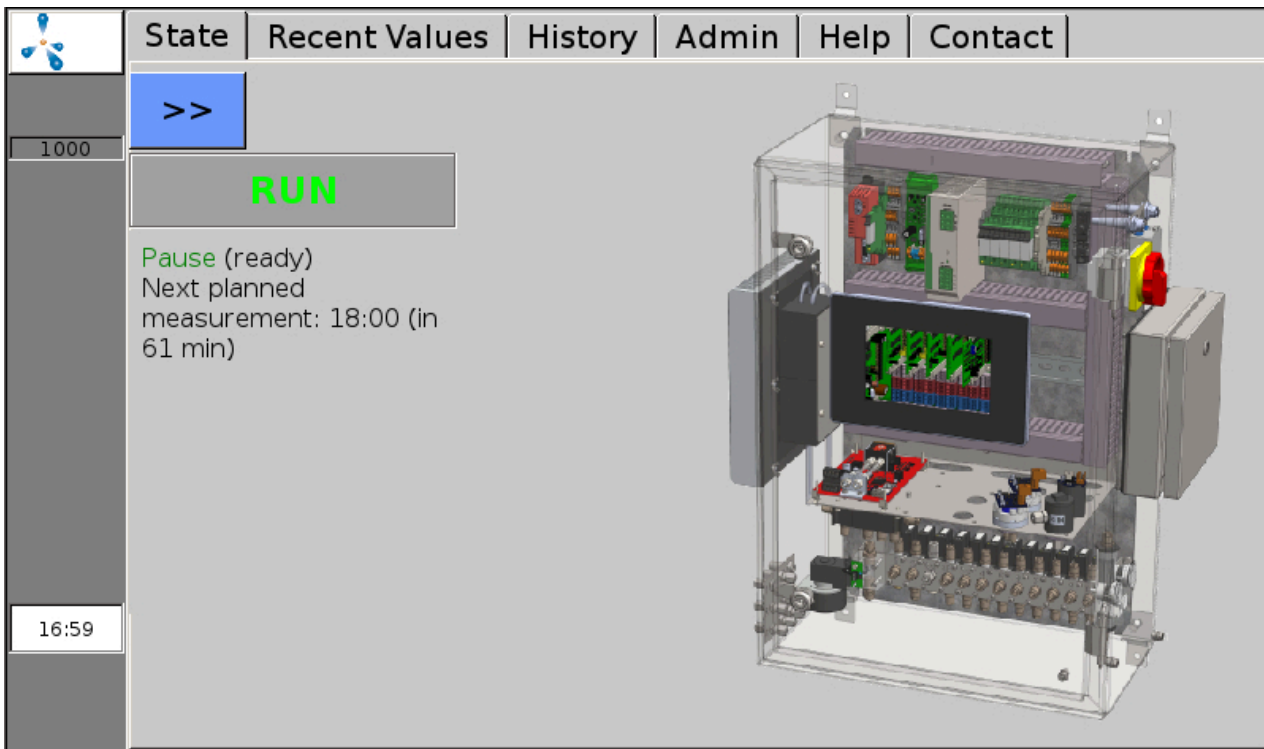 State
Recent Values
History
Admin
Help
Contact
>>
1000
RUN
Pause (ready)
Next planned
measurement: 18:00 (in
61 min)
16:59